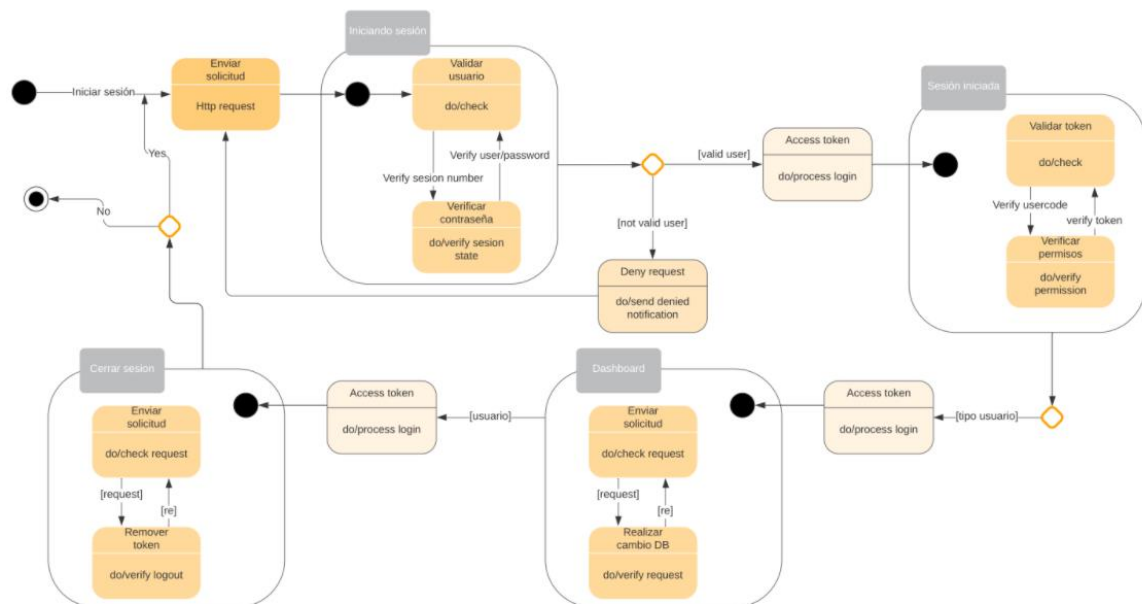 Iniciando sesión
Iniciar sesión
Enviar
solicitud
Http request
Validar
usuario
do/check
Verify user/password
Verify sesion number
Verificar
contraseña
do/verify sesion
state
[valid user]
[not valid user]
Access token
do/process login
Deny request
do/send denied
notification
Sesión iniciada
Validar token
do/check
Verify usercode
verify token
Verificar
permisos
do/verify
permission
Yes
No
Cerrar sesion
Enviar
solicitud
do/check request
[request]
[re]
Remover
token
do/verify logout
Access token
do/process login
[usuario]
Dashboard
Enviar
solicitud
do/check request
[request]
[re]
Realizar
cambio DB
do/verify request
Access token
do/process login
[tipo usuario]